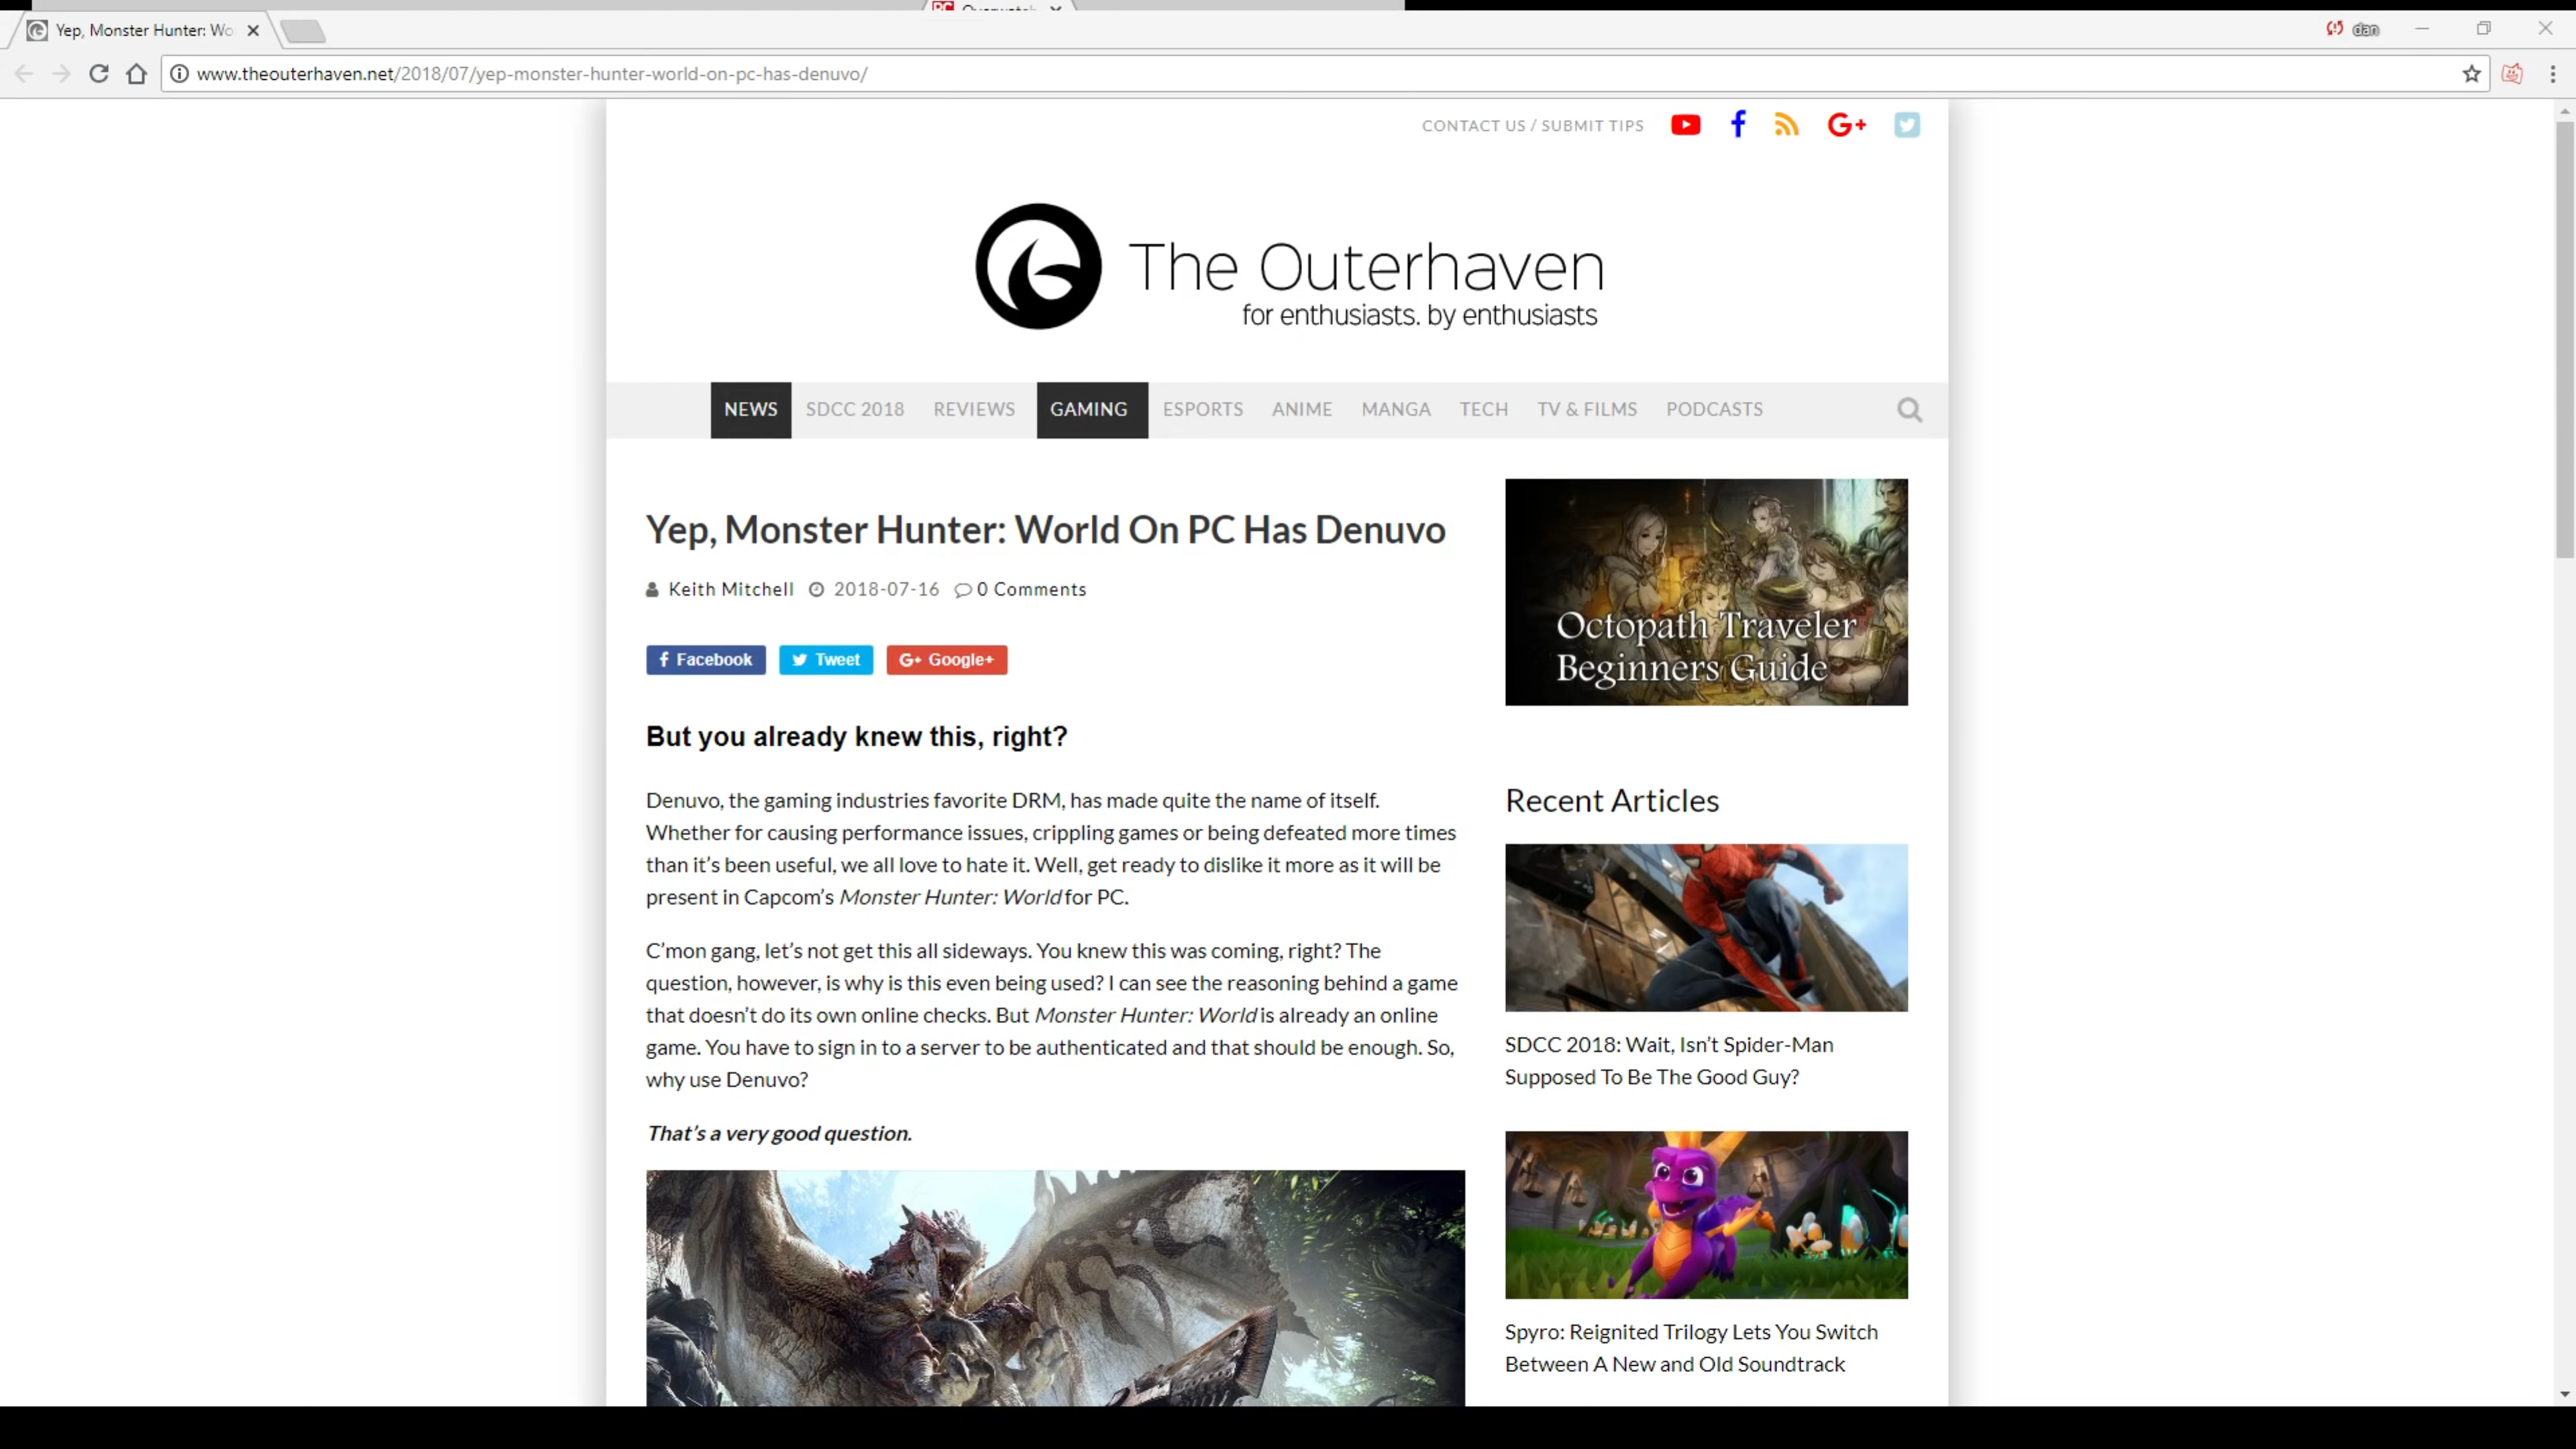 Overwatch
Yep, Monster Hunter: Wo
dan
www.theouterhaven.net/2018/07/yep-monster-hunter-world-on-pc-has-denuvo/
CONTACT US / SUBMIT TIPS
G+
The Outerhaven
for enthusiasts. by enthusiasts
NEWS SDCC 2018 REVIEWS GAMING ESPORTS ANIME MANGA TECH TV & FILMS PODCASTS
Yep, Monster Hunter: World On PC Has Denuvo
Keith Mitchell 2018-07-16 0 Comments
Facebook Tweet G+ Google+
But you already knew this, right?
Denuvo, the gaming industries favorite DRM, has made quite the name of itself.
Whether for causing performance issues, crippling games or being defeated more times
than it's been useful, we all love to hate it. Well, get ready to dislike it more as it will be
present in Capcom's Monster Hunter: World for PC.
C'mon gang, let's not get this all sideways. You knew this was coming, right? The
question, however, is why is this even being used? I can see the reasoning behind a game
that doesn't do its own online checks. But Monster Hunter: World is already an online
game. You have to sign in to a server to be authenticated and that should be enough. So,
why use Denuvo?
That's a very good question.
Octopath Traveler
Beginners Guide
Recent Articles
SDCC 2018: Wait, Isn't Spider-Man
Supposed To Be The Good Guy?
Spyro: Reignited Trilogy Lets You Switch
Between A New and Old Soundtrack